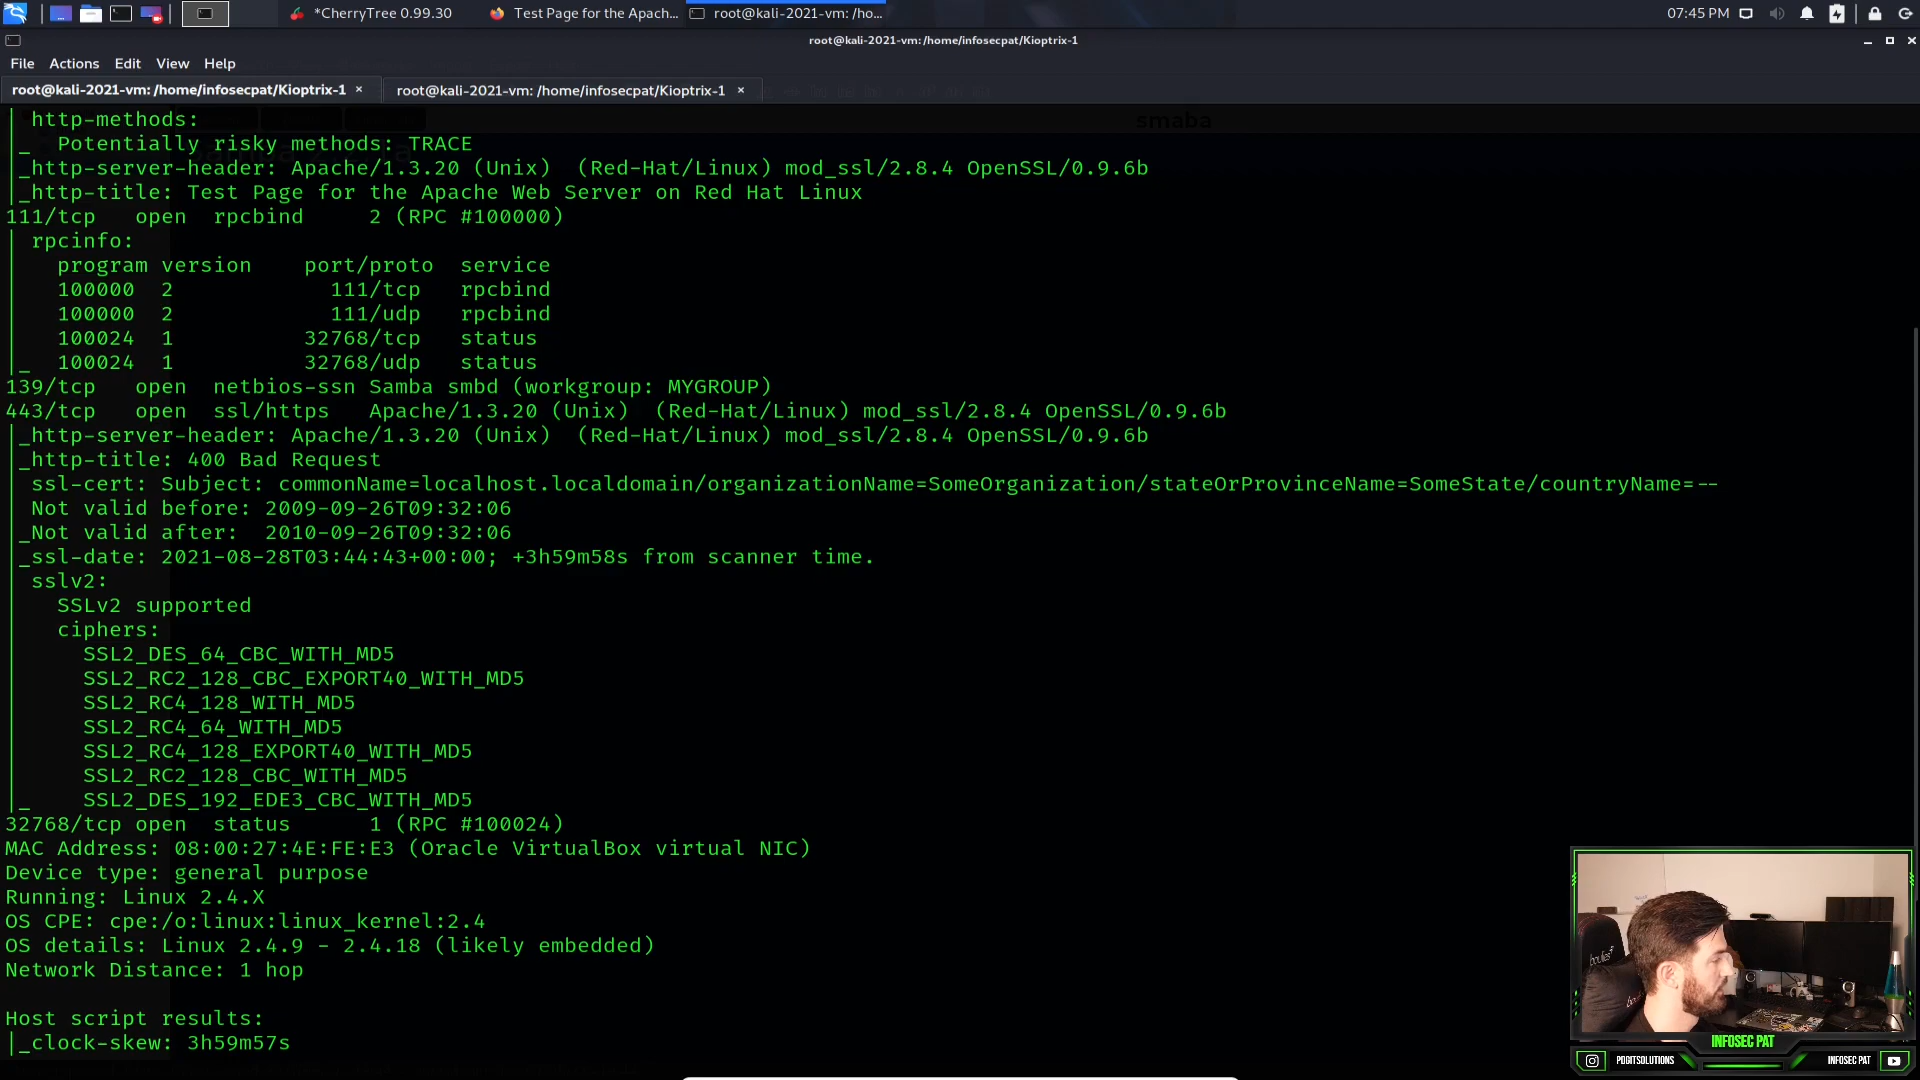 *CherryTree 0.99.30
Test Page for the Apach...
root@kali-2021-vm: /ho...
07:45 PM
root@kali-2021-vm: /home/infosecpat/Kioptrix-1
File Actions Edit View Help
root@kali-2021-vm: /home/infosecpat/Kioptrix-1 ×
root@kali-2021-vm: /home/infosecpat/Kioptrix-1 ×
smaba
| http-methods:
|_  Potentially risky methods: TRACE
|_http-server-header: Apache/1.3.20 (Unix)  (Red-Hat/Linux) mod_ssl/2.8.4 OpenSSL/0.9.6b
|_http-title: Test Page for the Apache Web Server on Red Hat Linux
111/tcp   open  rpcbind     2 (RPC #100000)
| rpcinfo:
|   program version    port/proto  service
|   100000  2            111/tcp   rpcbind
|   100000  2            111/udp   rpcbind
|   100024  1          32768/tcp   status
|_  100024  1          32768/udp   status
139/tcp   open  netbios-ssn Samba smbd (workgroup: MYGROUP)
443/tcp   open  ssl/https   Apache/1.3.20 (Unix)  (Red-Hat/Linux) mod_ssl/2.8.4 OpenSSL/0.9.6b
|_http-server-header: Apache/1.3.20 (Unix)  (Red-Hat/Linux) mod_ssl/2.8.4 OpenSSL/0.9.6b
|_http-title: 400 Bad Request
| ssl-cert: Subject: commonName=localhost.localdomain/organizationName=SomeOrganization/stateOrProvinceName=SomeState/countryName=--
| Not valid before: 2009-09-26T09:32:06
|_Not valid after:  2010-09-26T09:32:06
|_ssl-date: 2021-08-28T03:44:43+00:00; +3h59m58s from scanner time.
| sslv2:
|   SSLv2 supported
|   ciphers:
|     SSL2_DES_64_CBC_WITH_MD5
|     SSL2_RC2_128_CBC_EXPORT40_WITH_MD5
|     SSL2_RC4_128_WITH_MD5
|     SSL2_RC4_64_WITH_MD5
|     SSL2_RC4_128_EXPORT40_WITH_MD5
|     SSL2_RC2_128_CBC_WITH_MD5
|_    SSL2_DES_192_EDE3_CBC_WITH_MD5
32768/tcp open  status      1 (RPC #100024)
MAC Address: 08:00:27:4E:FE:E3 (Oracle VirtualBox virtual NIC)
Device type: general purpose
Running: Linux 2.4.X
OS CPE: cpe:/o:linux:linux_kernel:2.4
OS details: Linux 2.4.9 - 2.4.18 (likely embedded)
Network Distance: 1 hop
Host script results:
|_clock-skew: 3h59m57s
INFOSEC PAT
PODITSOLUTIONS
INFOSEC PAT